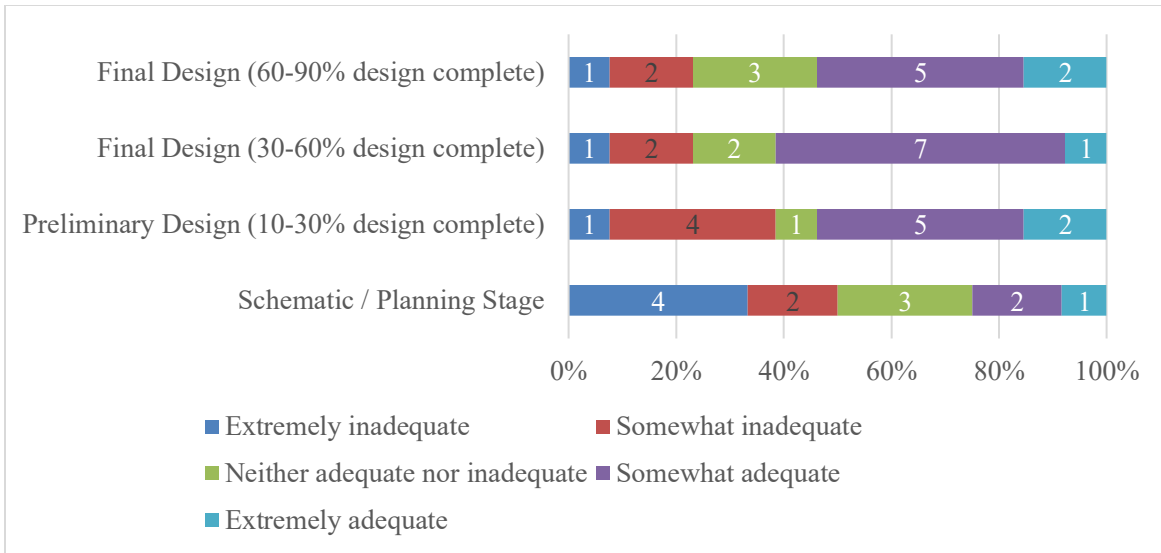 Final Design (60-90% design complete) 1 2 3 5 2
Final Design (30-60% design complete) 1 2 2 7 1
Preliminary Design (10-30% design complete) 1 4 1 5 2
Schematic / Planning Stage 4 2 3 2 1
0% 20% 40% 60% 80% 100%
Extremely inadequate Somewhat inadequate
Neither adequate nor inadequate Somewhat adequate
Extremely adequate